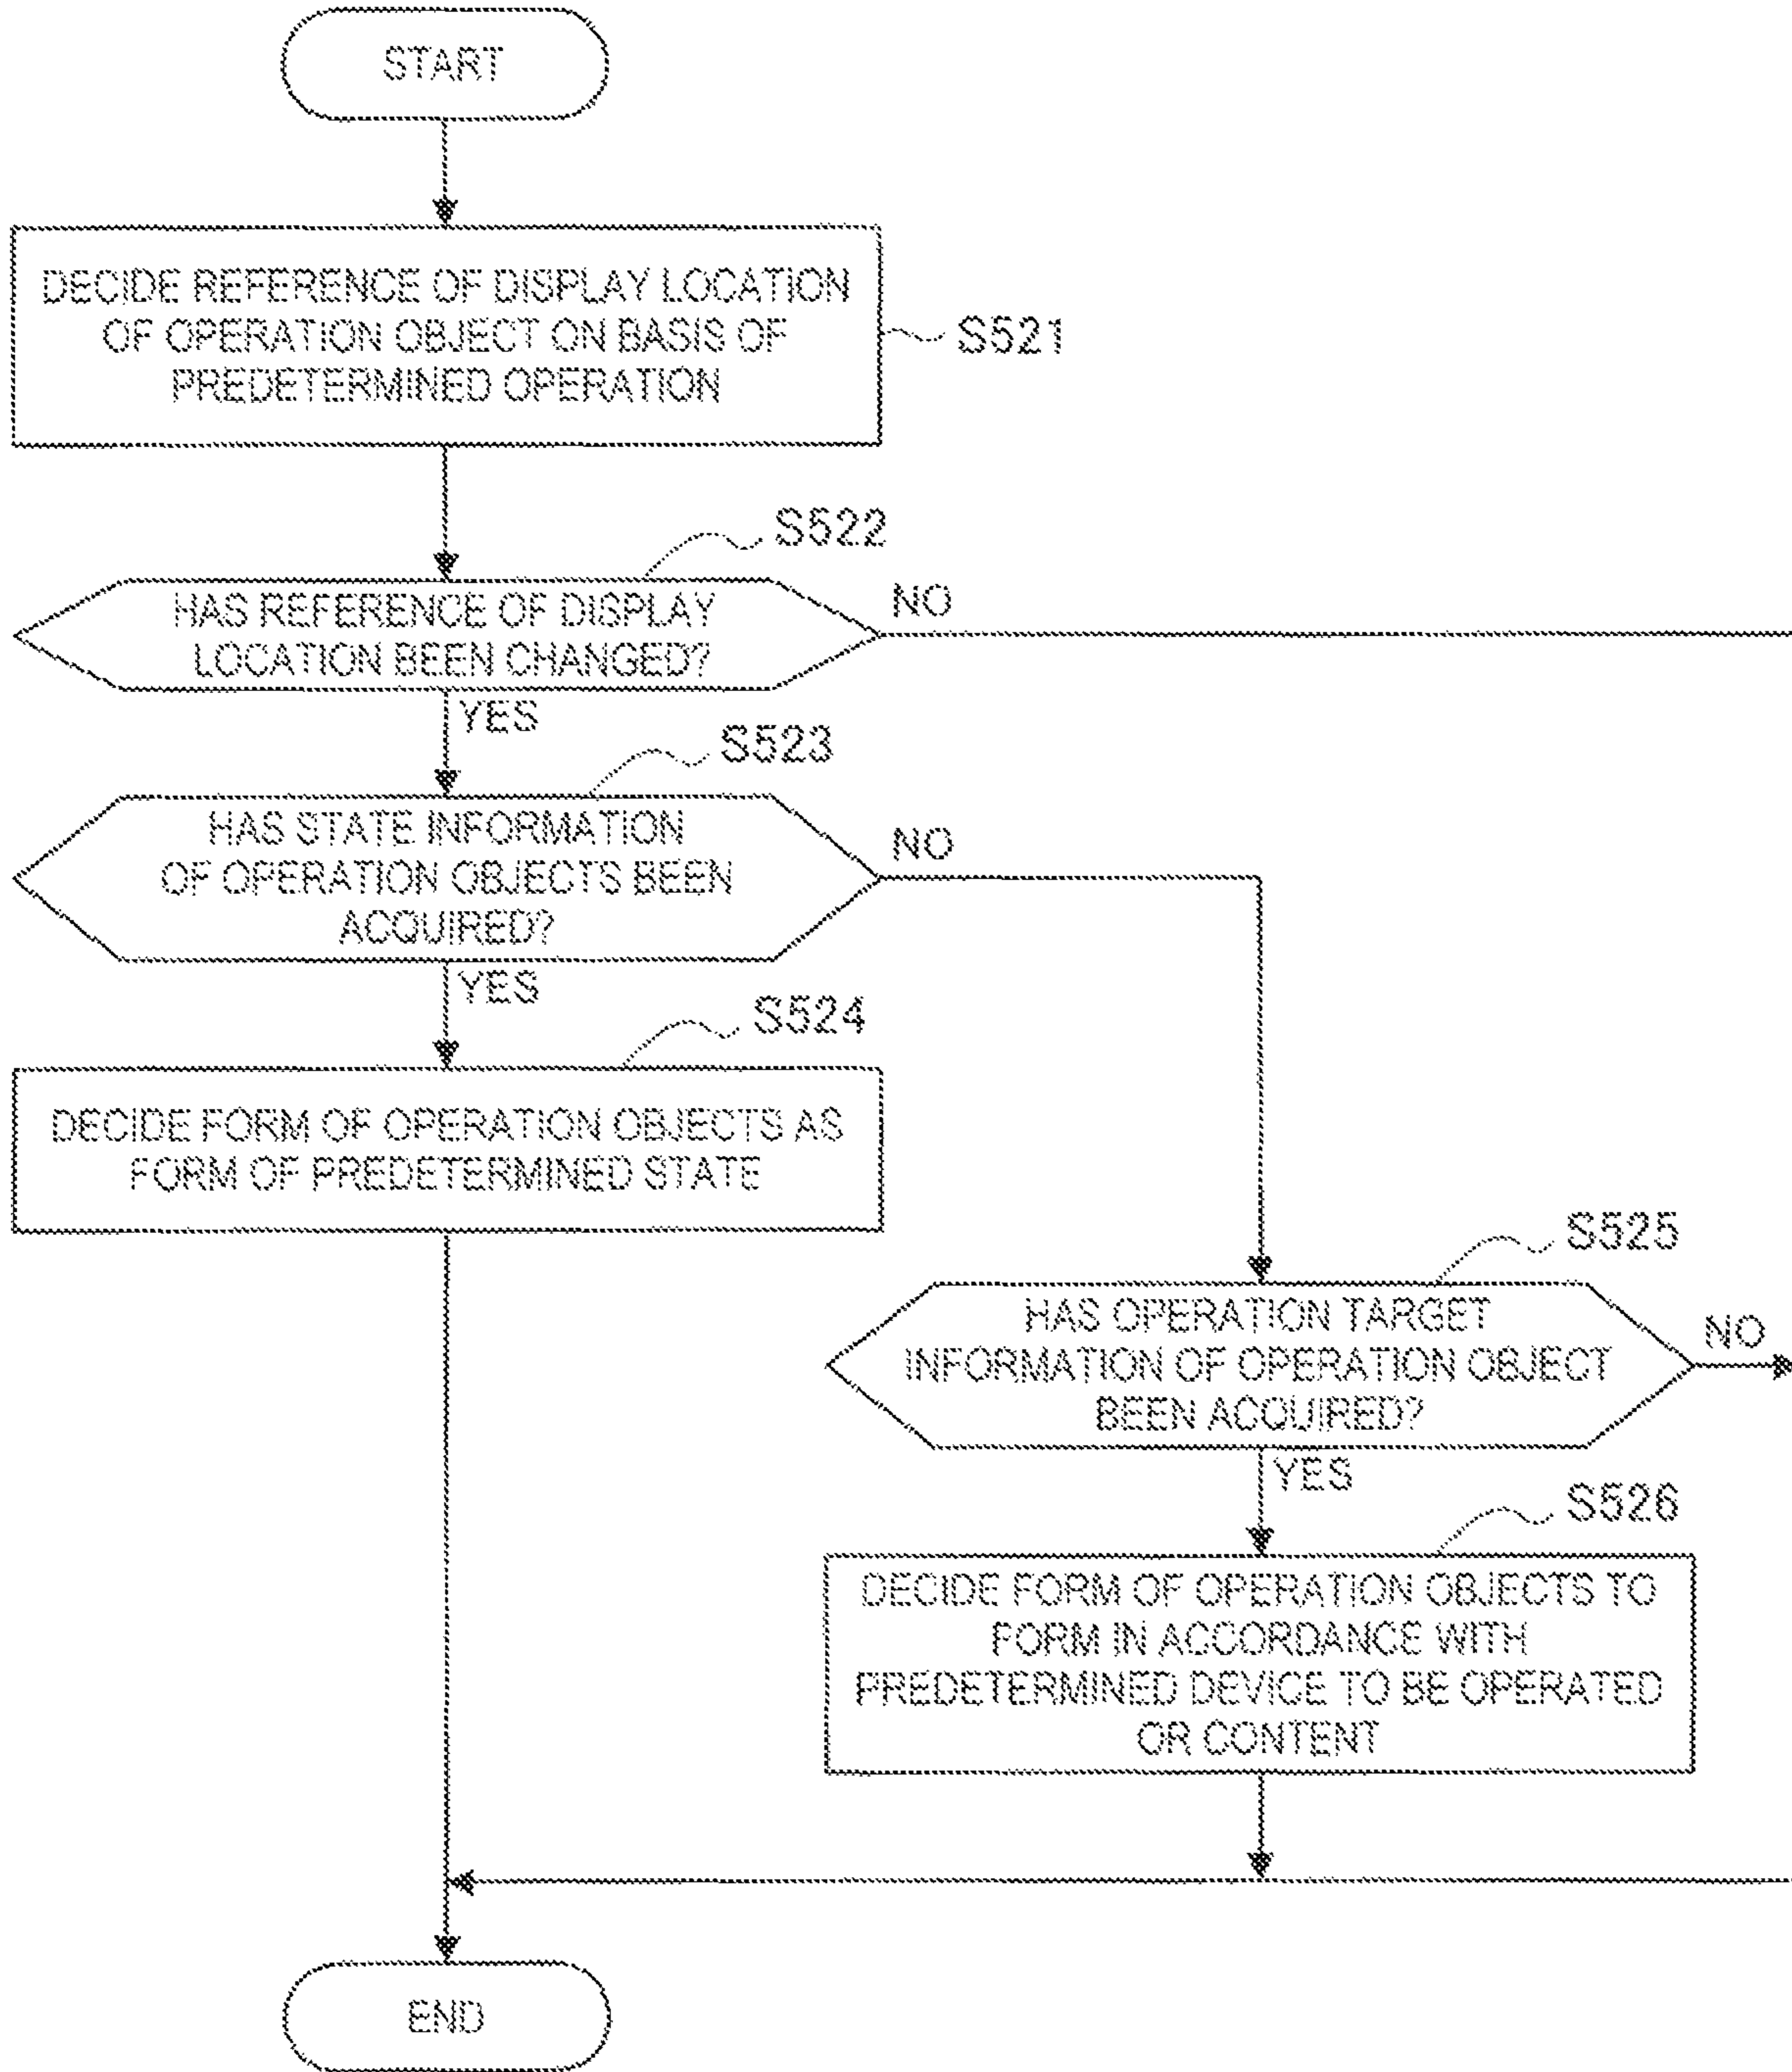 START
DECIDE REFERENCE OF DISPLAY LOCATION
OF OPERATION OBJECT ON BASIS OF
PREDETERMINED OPERATION
S521
S522
HAS REFERENCE OF DISPLAY
LOCATION BEEN CHANGED?
NO
YES
S523
HAS STATE INFORMATION
OF OPERATION OBJECTS BEEN
ACQUIRED?
NO
YES
S524
DECIDE FORM OF OPERATION OBJECTS AS
FORM OF PREDETERMINED STATE
S525
HAS OPERATION TARGET
INFORMATION OF OPERATION OBJECT
BEEN ACQUIRED?
NO
YES
S526
DECIDE FORM OF OPERATION OBJECTS TO
FORM IN ACCORDANCE WITH
PREDETERMINED DEVICE TO BE OPERATED
OR CONTENT
END